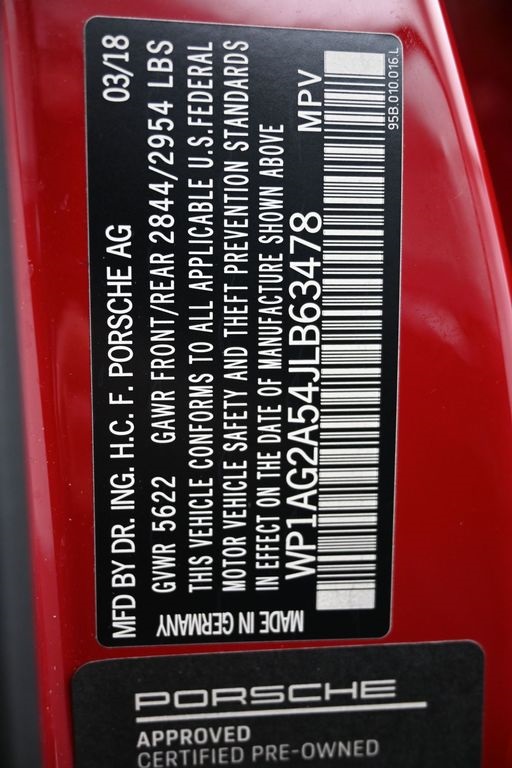 MFD BY DR. ING. H.C. F. PORSCHE AG 03/18
GVWR 5622 GAWR FRONT/REAR 2844/2954 LBS
THIS VEHICLE CONFORMS TO ALL APPLICABLE U.S.FEDERAL
MOTOR VEHICLE SAFETY AND THEFT PREVENTION STANDARDS
IN EFFECT ON THE DATE OF MANUFACTURE SHOWN ABOVE
WP1AG2A54JLB63478 MPV
95B.010.016.L
MADE IN GERMANY
PORSCHE
APPROVED
CERTIFIED PRE-OWNED